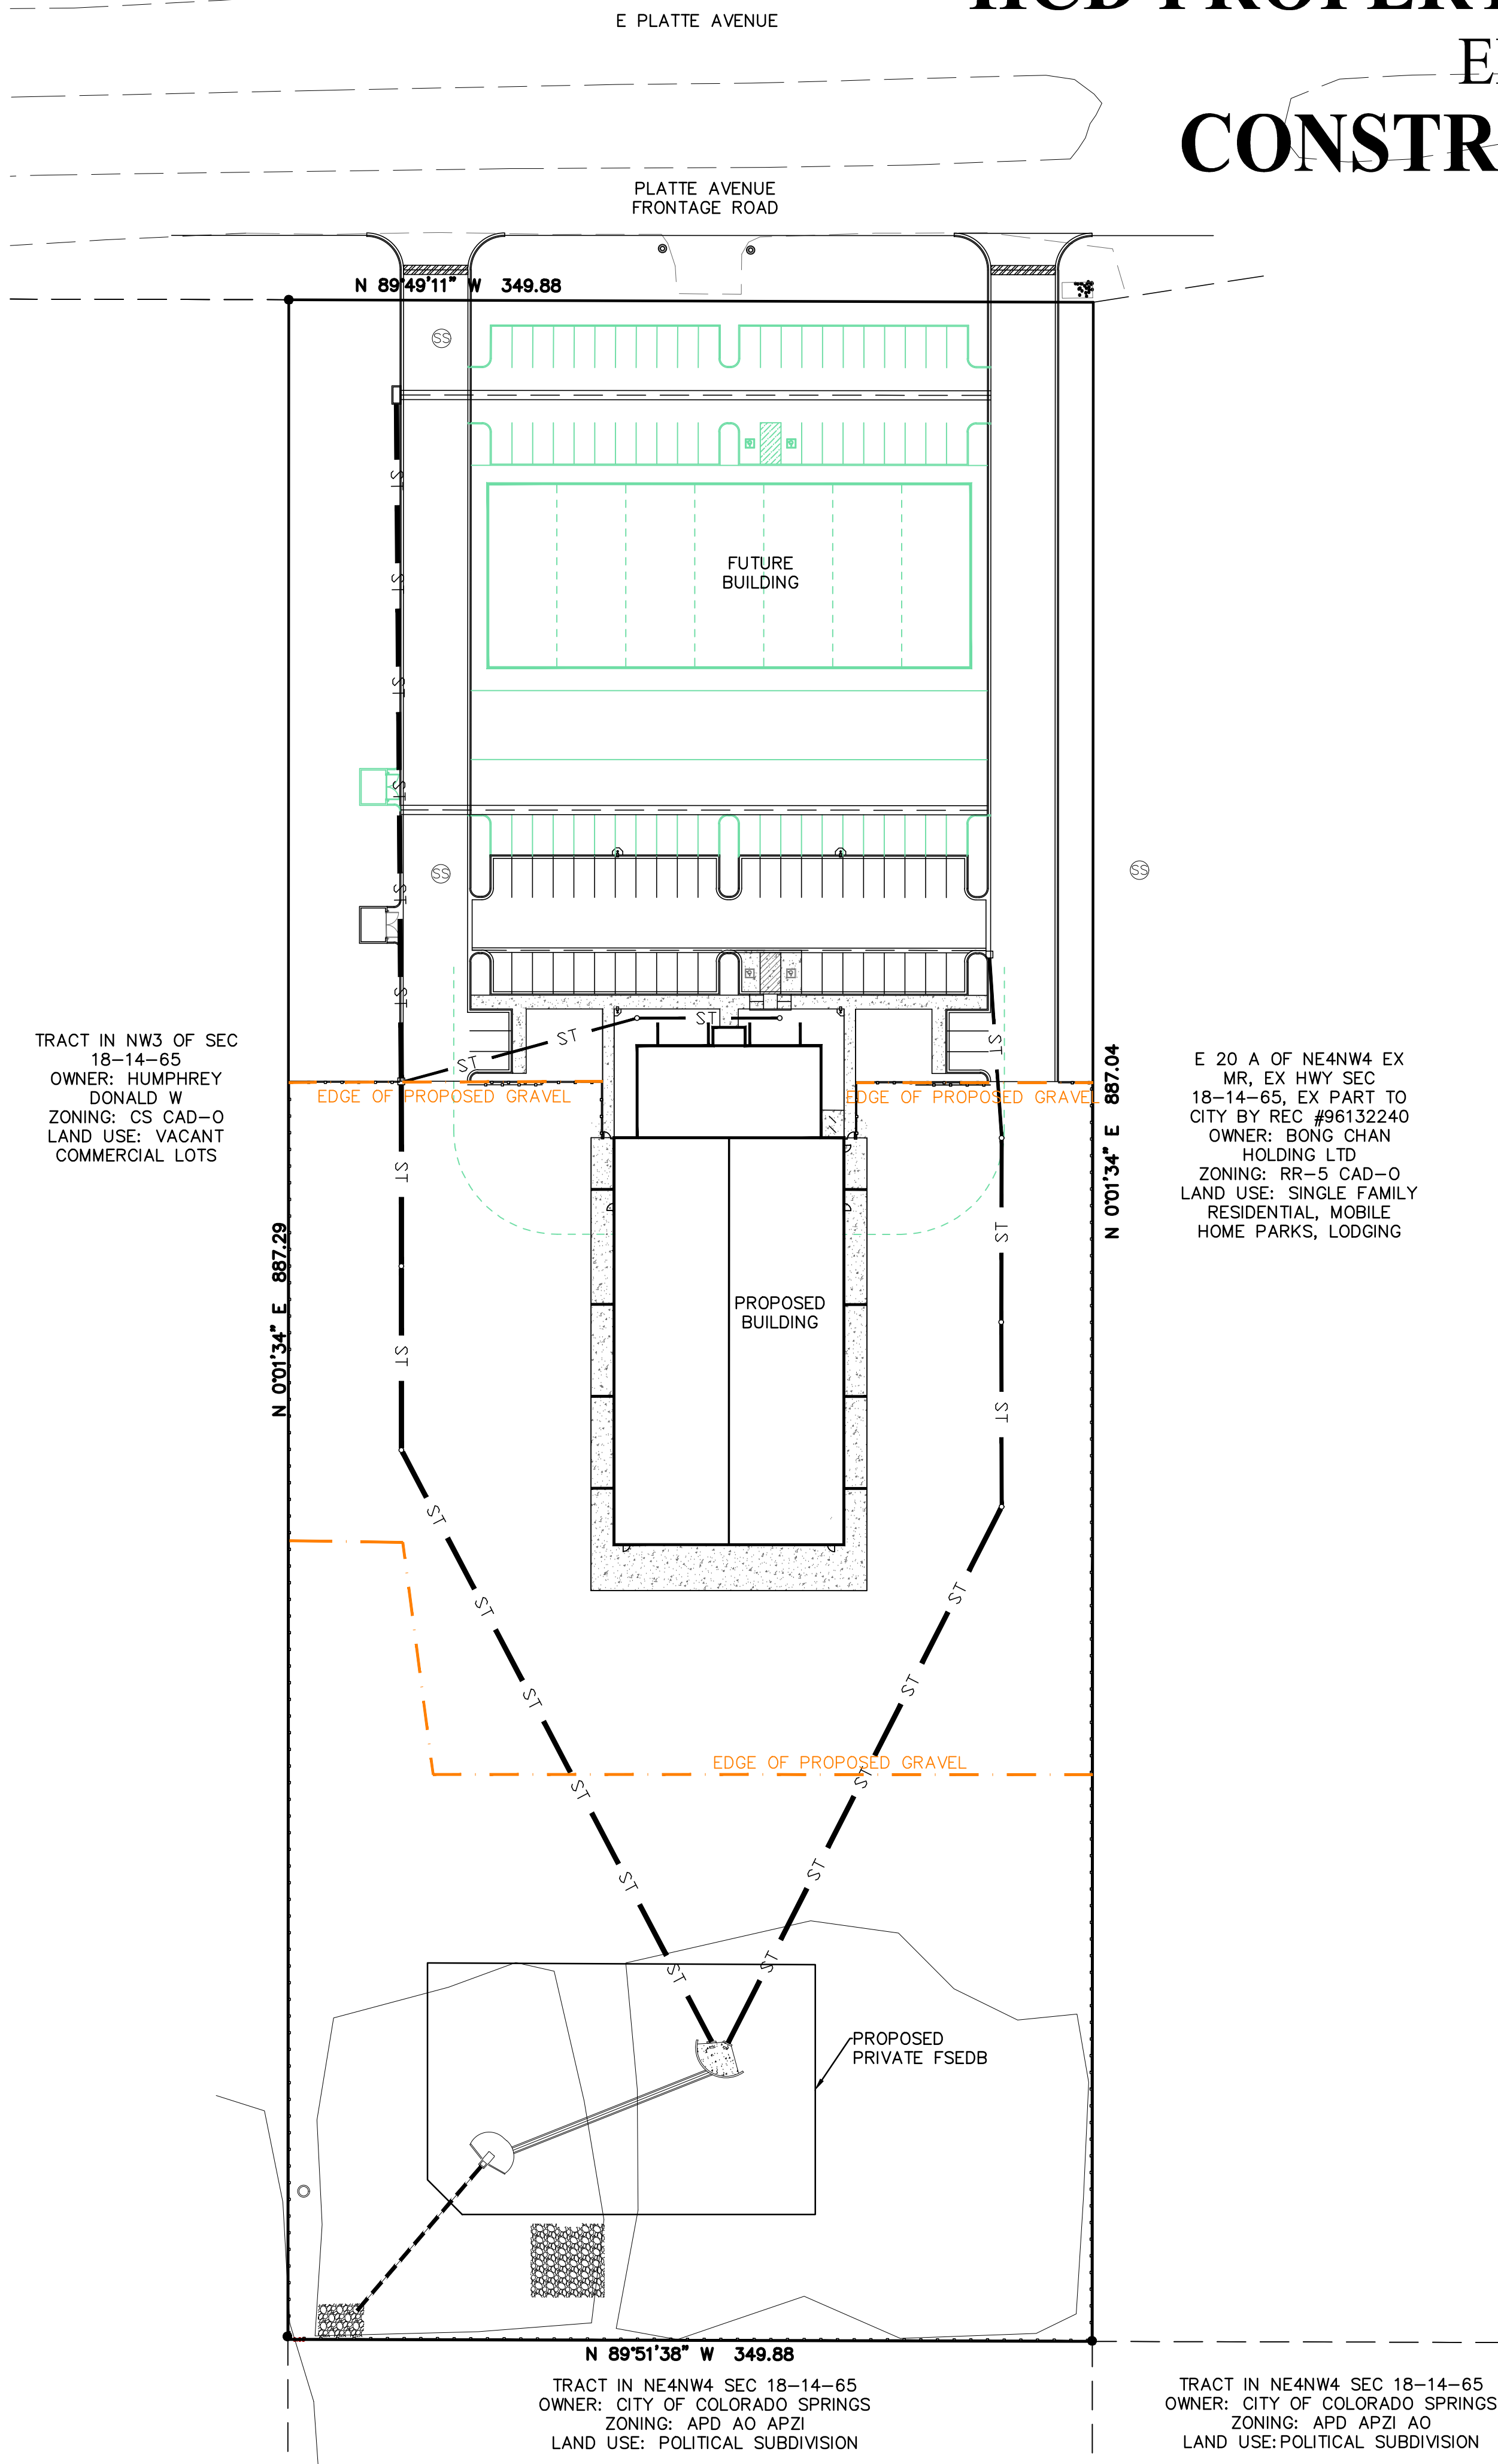 HCD PROPERT
E PLATTE AVENUE
CONSTR
PLATTE AVENUE
FRONTAGE ROAD
N 89°49'11" W 349.88
SS
ST
ST
FUTURE
BUILDING
ST
ST
SS
SS
ST
ST
ST
ST
ST
ST
TRACT IN NW3 OF SEC
18-14-65
OWNER: HUMPHREY
DONALD W
ZONING: CS CAD-O
LAND USE: VACANT
COMMERCIAL LOTS
EDGE OF PROPOSED GRAVEL
EDGE OF PROPOSED GRAVEL
N 0°01'34" E 887.04
E 20 A OF NE4NW4 EX
MR, EX HWY SEC
18-14-65, EX PART TO
CITY BY REC #96132240
OWNER: BONG CHAN
HOLDING LTD
ZONING: RR-5 CAD-O
LAND USE: SINGLE FAMILY
RESIDENTIAL, MOBILE
HOME PARKS, LODGING
ST
ST
N 0°01'34" E 887.29
PROPOSED
BUILDING
ST
ST
ST
ST
ST
ST
ST
EDGE OF PROPOSED GRAVEL
ST
ST
ST
ST
ST
ST
PROPOSED
PRIVATE FSEDB
N 89°51'38" W 349.88
TRACT IN NE4NW4 SEC 18-14-65
OWNER: CITY OF COLORADO SPRINGS
ZONING: APD AO APZI
LAND USE: POLITICAL SUBDIVISION
TRACT IN NE4NW4 SEC 18-14-65
OWNER: CITY OF COLORADO SPRINGS
ZONING: APD APZI AO
LAND USE: POLITICAL SUBDIVISION